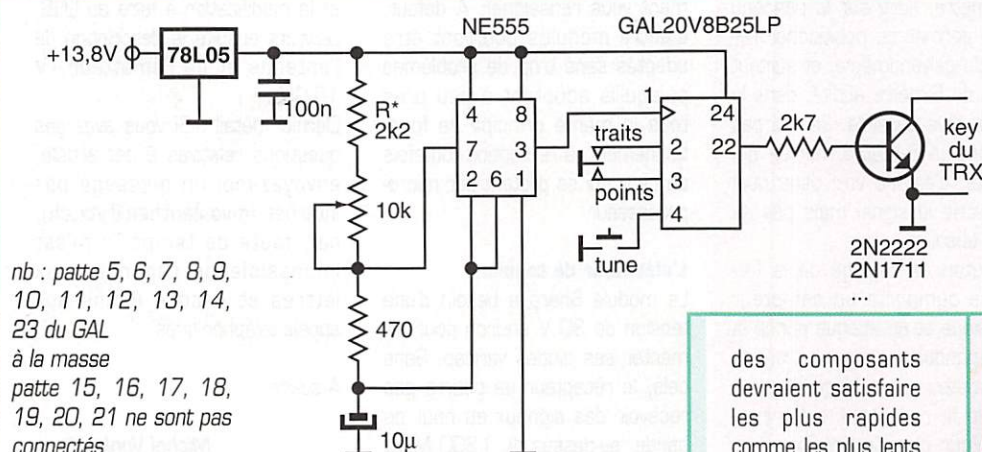 NE555
GAL20V8B25LP
+13,8V
78L05
100n
R*
2k2
10k
470
10µ
4 8
7 3
2 6 1
traits
points
tune
1
2
3
4
24
22
2k7
key
du
TRX
2N2222
2N1711
...
nb : patte 5, 6, 7, 8, 9,
10, 11, 12, 13, 14,
23 du GAL
à la masse
patte 15, 16, 17, 18,
19, 20, 21 ne sont pas
connectés
des composants
devraient satisfaire
les plus rapides
comme les plus lents